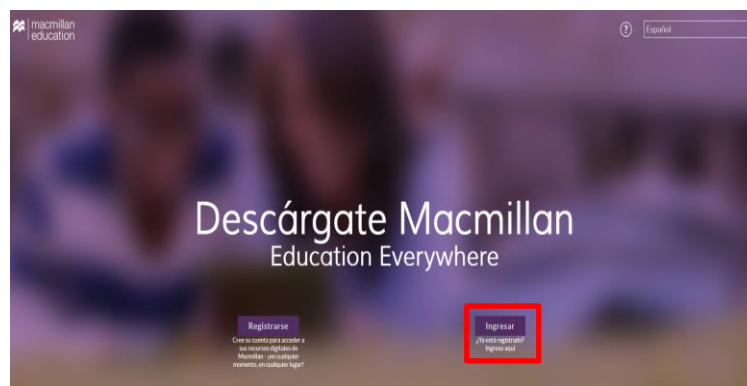 macmillan
education
? Español
Descárgate Macmillan
Education Everywhere
Registrarse
Cree su cuenta para acceder a
sus recursos digitales de
Macmillan - ¡en cualquier
momento, en cualquier lugar!
Ingresar
¿Ya está registrado?
Ingrese aquí